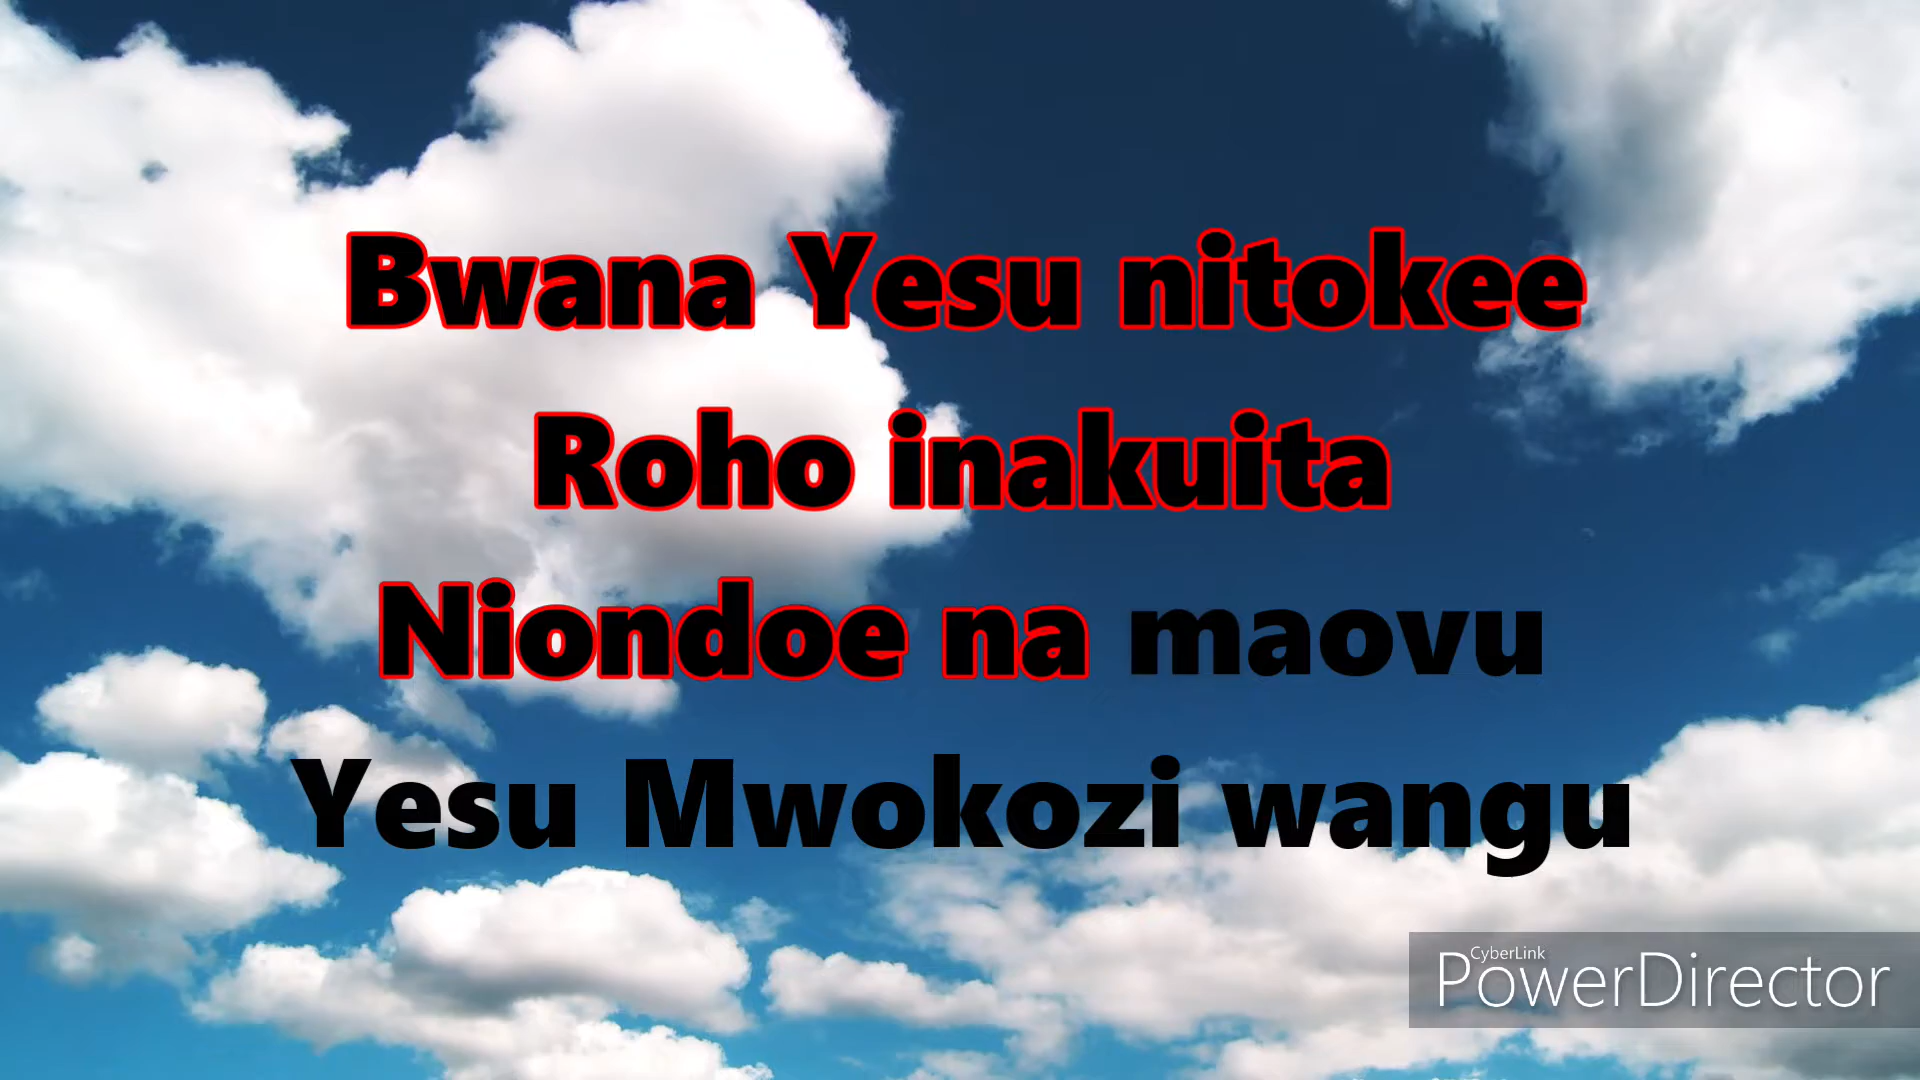 Bwana Yesu nitokee
Roho inakuita
Niondoe na maovu
Yesu Mwokozi wangu
CyberLink
PowerDirector